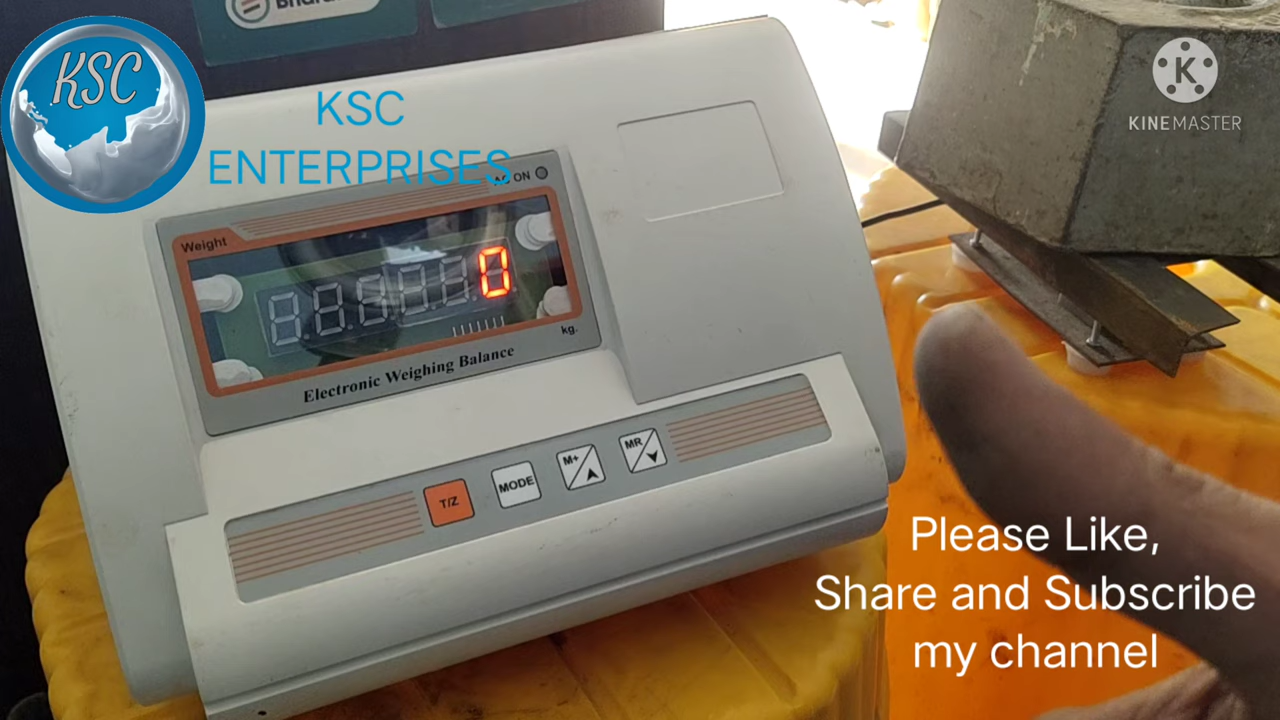 KSC
KSC
ENTERPRISES
K
KINEMASTER
ON
Weight
0
kg.
Electronic Weighing Balance
T/Z
MODE
M+
MR
Please Like,
Share and Subscribe
my channel